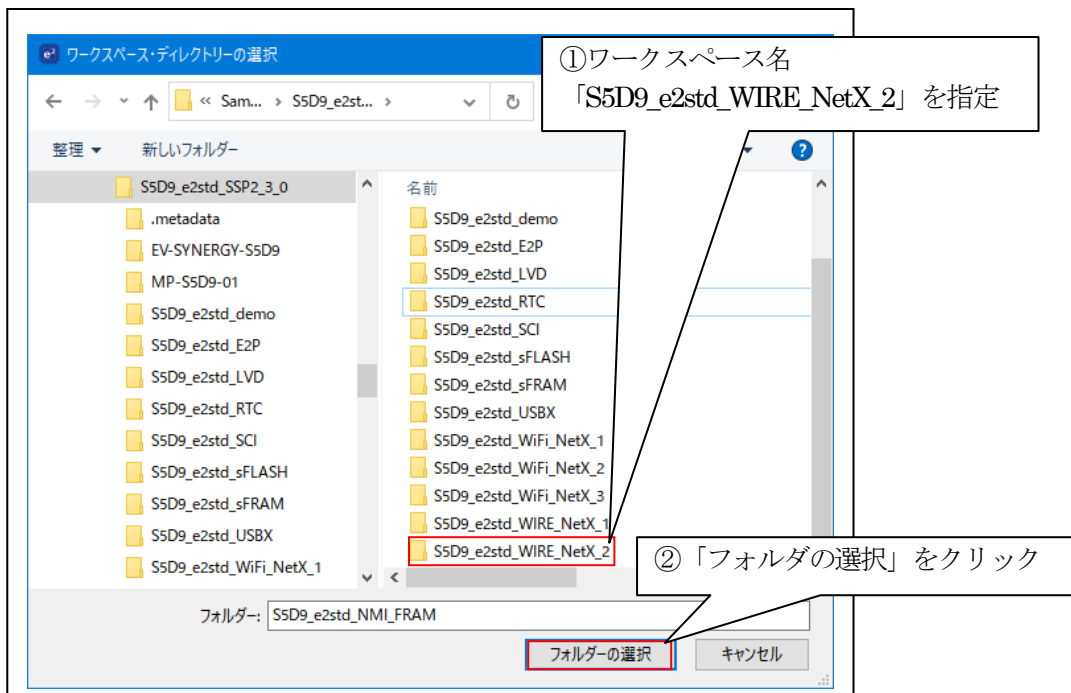 ワークスペース・ディレクトリーの選択
①ワークスペース名
「S5D9_e2std_WIRE_NetX_2」を指定
« Sam... › S5D9_e2st... ›
整理 新しいフォルダー
S5D9_e2std_SSP2_3_0
.metadata
EV-SYNERGY-S5D9
MP-S5D9-01
S5D9_e2std_demo
S5D9_e2std_E2P
S5D9_e2std_LVD
S5D9_e2std_RTC
S5D9_e2std_SCI
S5D9_e2std_sFLASH
S5D9_e2std_sFRAM
S5D9_e2std_USBX
S5D9_e2std_WiFi_NetX_1
名前
S5D9_e2std_demo
S5D9_e2std_E2P
S5D9_e2std_LVD
S5D9_e2std_RTC
S5D9_e2std_SCI
S5D9_e2std_sFLASH
S5D9_e2std_sFRAM
S5D9_e2std_USBX
S5D9_e2std_WiFi_NetX_1
S5D9_e2std_WiFi_NetX_2
S5D9_e2std_WiFi_NetX_3
S5D9_e2std_WIRE_NetX_1
S5D9_e2std_WIRE_NetX_2
②「フォルダの選択」をクリック
フォルダー: S5D9_e2std_NMI_FRAM
フォルダーの選択 キャンセル